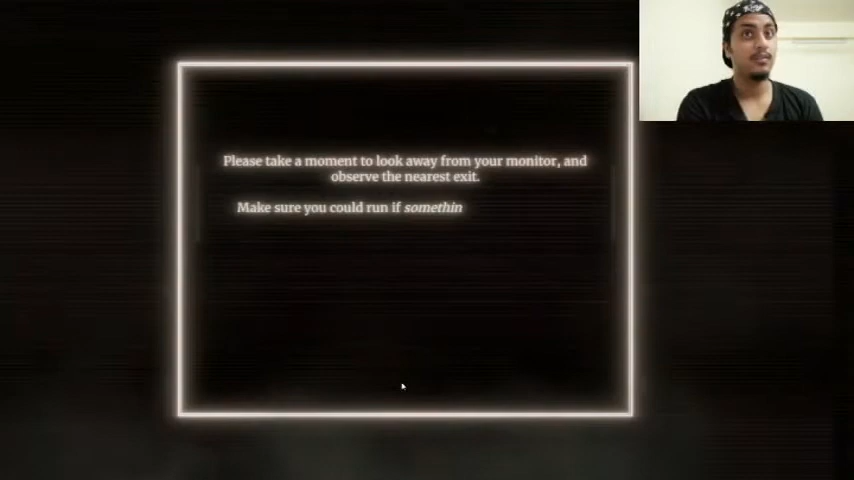 Please take a moment to look away from your monitor, and
observe the nearest exit.
Make sure you could run if somethin